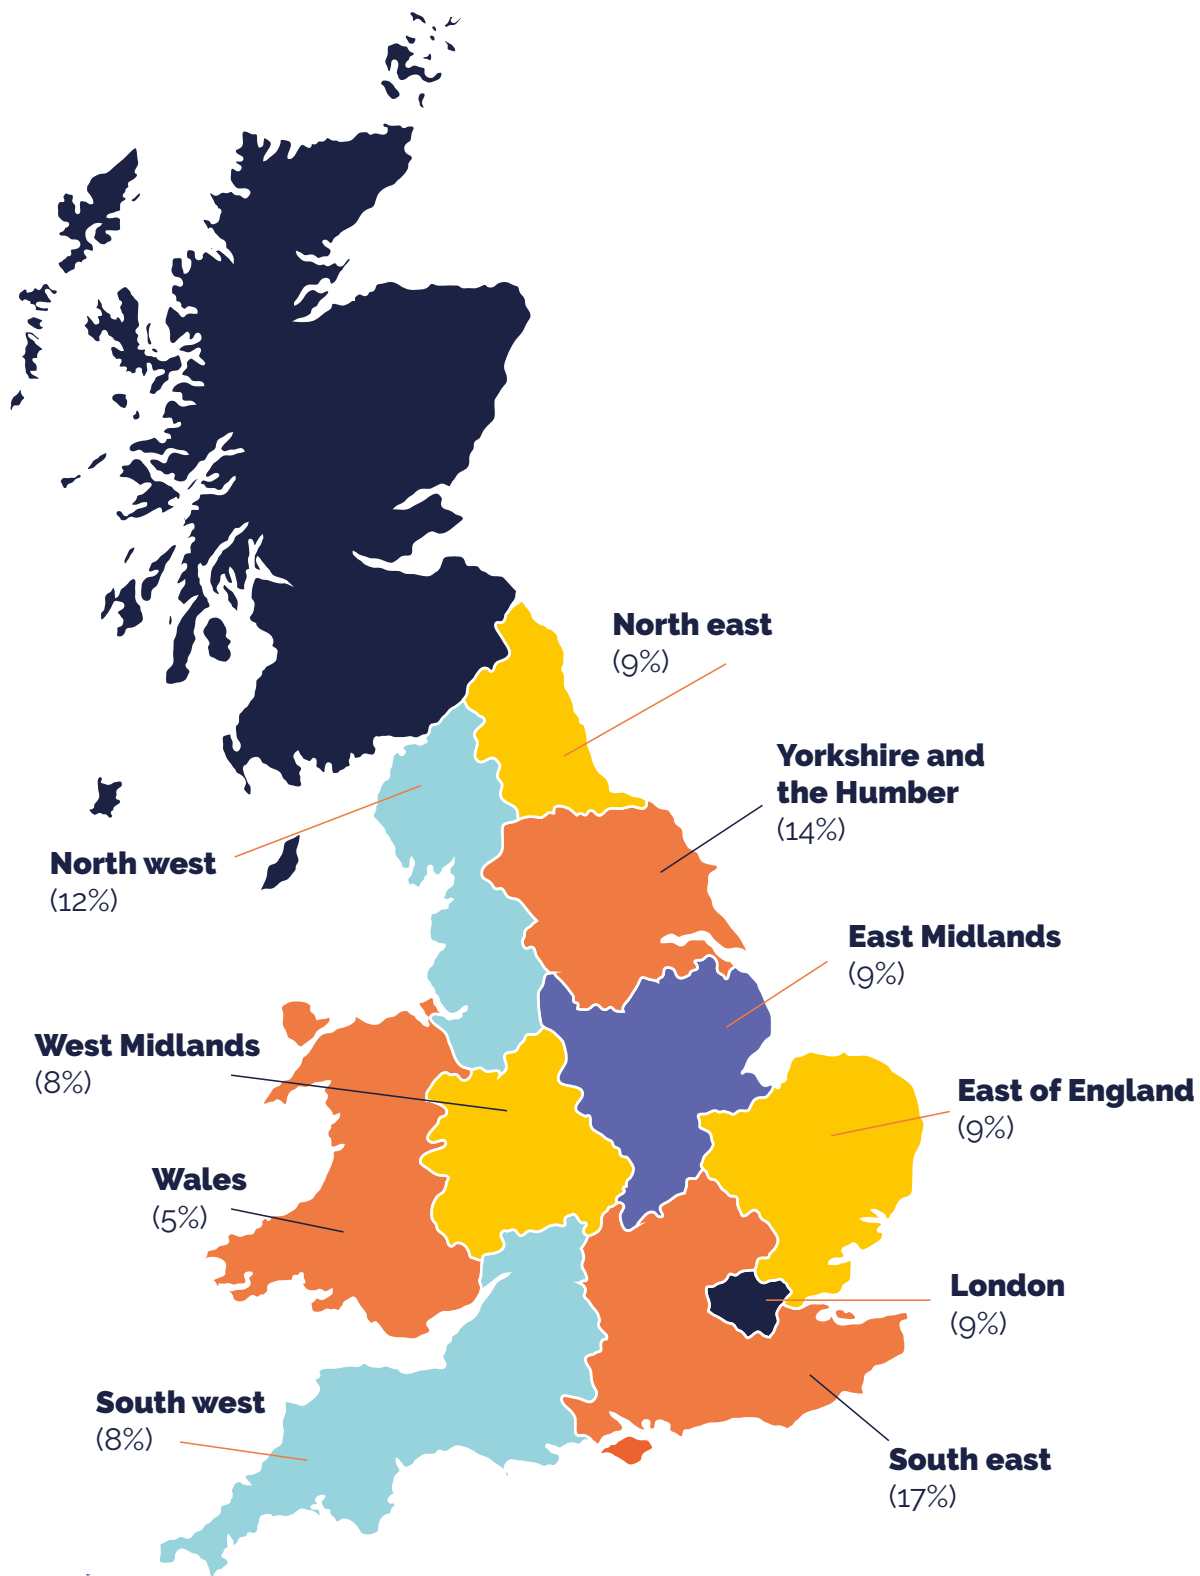 North east
(9%)
Yorkshire and
the Humber
(14%)
North west
(12%)
East Midlands
(9%)
West Midlands
(8%)
East of England
(9%)
Wales
(5%)
London
(9%)
South west
(8%)
South east
(17%)